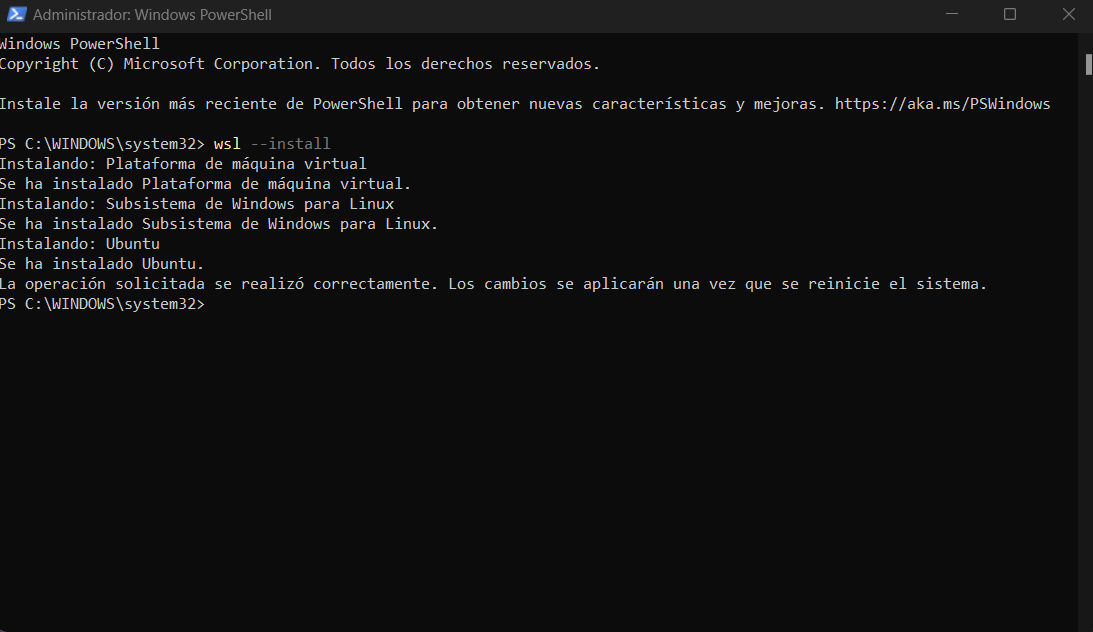 Administrador: Windows PowerShell
Windows PowerShell
Copyright (C) Microsoft Corporation. Todos los derechos reservados.
Instale la versión más reciente de PowerShell para obtener nuevas características y mejoras. https://aka.ms/PSWindows
PS C:\WINDOWS\system32> wsl --install
Instalando: Plataforma de máquina virtual
Se ha instalado Plataforma de máquina virtual.
Instalando: Subsistema de Windows para Linux
Se ha instalado Subsistema de Windows para Linux.
Instalando: Ubuntu
Se ha instalado Ubuntu.
La operación solicitada se realizó correctamente. Los cambios se aplicarán una vez que se reinicie el sistema.
PS C:\WINDOWS\system32>